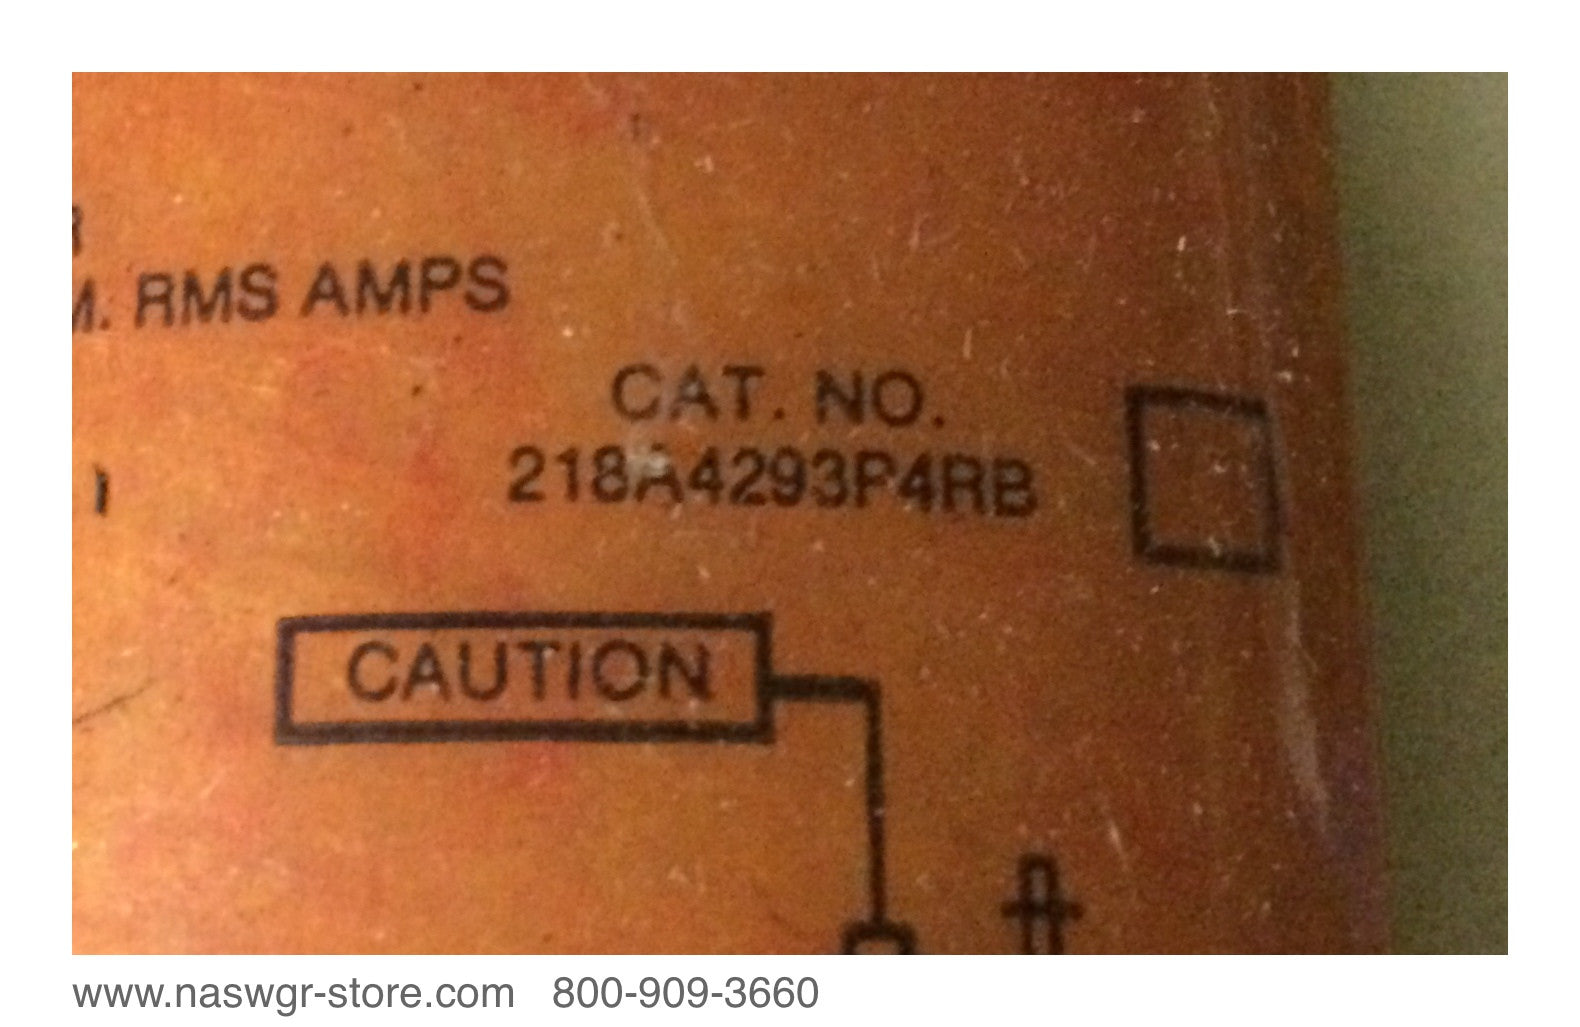 M. RMS AMPS
CAT. NO.
218A4293P4RB
CAUTION
www.naswgr-store.com 800-909-3660